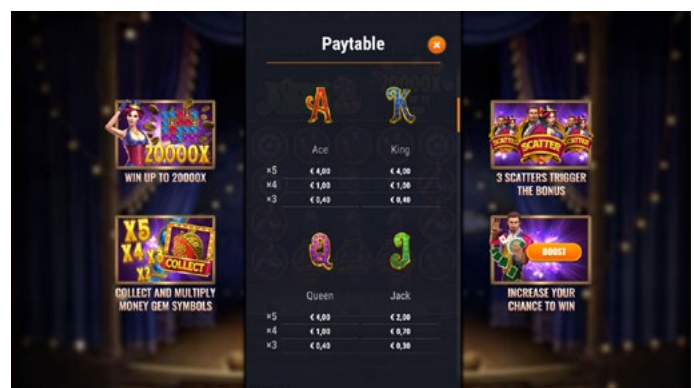 Paytable
20000X
WIN UP TO 20000X
X5
X4 X3
X2
COLLECT
COLLECT AND MULTIPLY
MONEY GEM SYMBOLS
A K
Ace King
×5 € 4,00 € 4,00
×4 € 1,00 € 1,00
×3 € 0,40 € 0,40
Q J
Queen Jack
×5 € 4,00 € 2,00
×4 € 1,00 € 0,70
×3 € 0,40 € 0,30
SCATTER SCATTER SCATTER
3 SCATTERS TRIGGER
THE BONUS
BOOST
INCREASE YOUR
CHANCE TO WIN